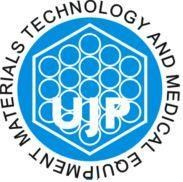 MATERIALS TECHNOLOGY AND MEDICAL EQUIPMENT
UJP